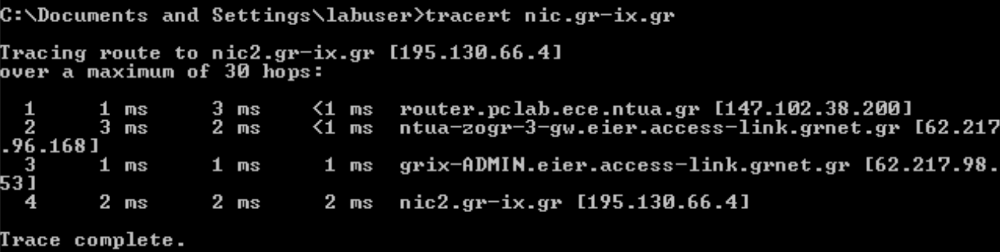 C:\Documents and Settings\labuser>tracert nic.gr-ix.gr
Tracing route to nic2.gr-ix.gr [195.130.66.4]
over a maximum of 30 hops:
1 1 ms 3 ms <1 ms router.pclab.ece.ntua.gr [147.102.38.200]
2 3 ms 2 ms <1 ms ntua-zogr-3-gw.eier.access-link.grnet.gr [62.217
.96.168]
3 1 ms 1 ms 1 ms grix-ADMIN.eier.access-link.grnet.gr [62.217.98.
53]
4 2 ms 2 ms 2 ms nic2.gr-ix.gr [195.130.66.4]
Trace complete.